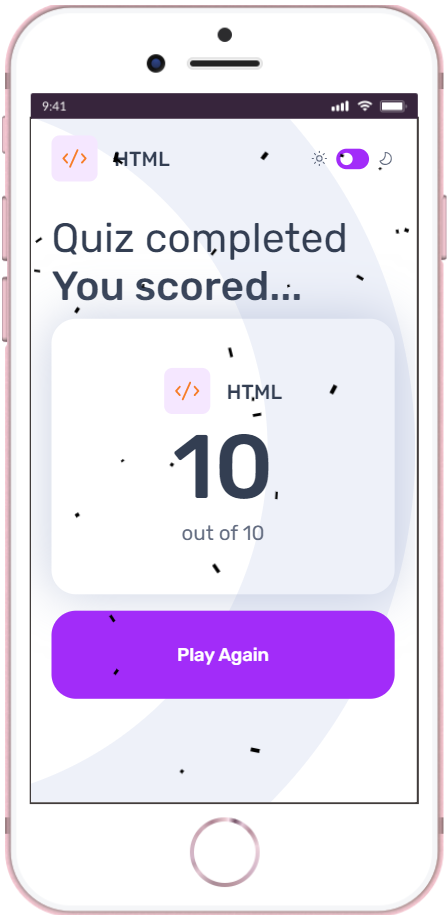 9:41
</> HTML
Quiz completed
You scored...
</> HTML
10
out of 10
Play Again